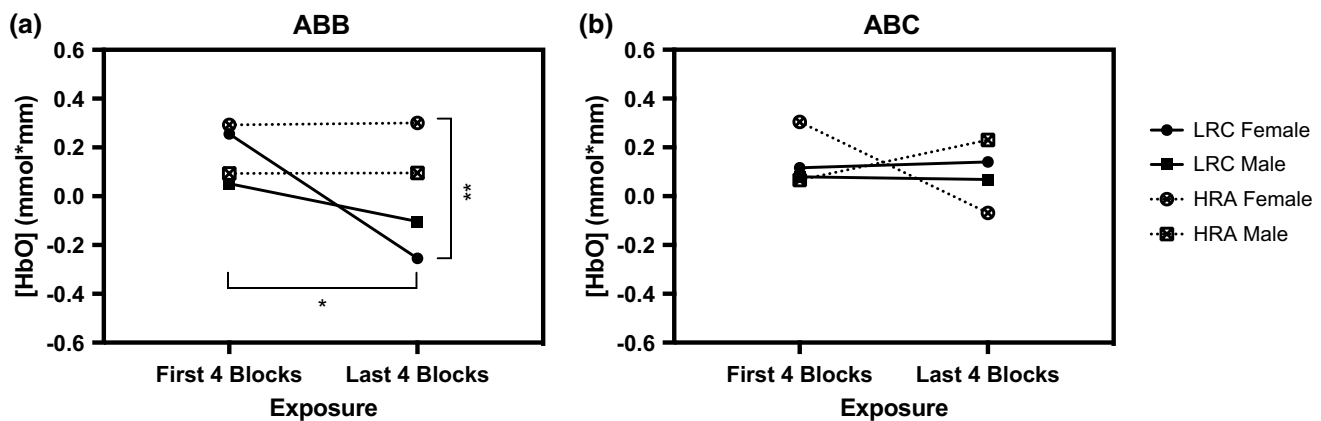 (a) ABB
0.6
0.4
0.2
0.0
-0.2
-0.4
-0.6
[HbO] (mmol*mm)
**
*
First 4 Blocks Last 4 Blocks
Exposure
(b) ABC
0.6
0.4
0.2
0.0
-0.2
-0.4
-0.6
[HbO] (mmol*mm)
First 4 Blocks Last 4 Blocks
Exposure
LRC Female
LRC Male
HRA Female
HRA Male